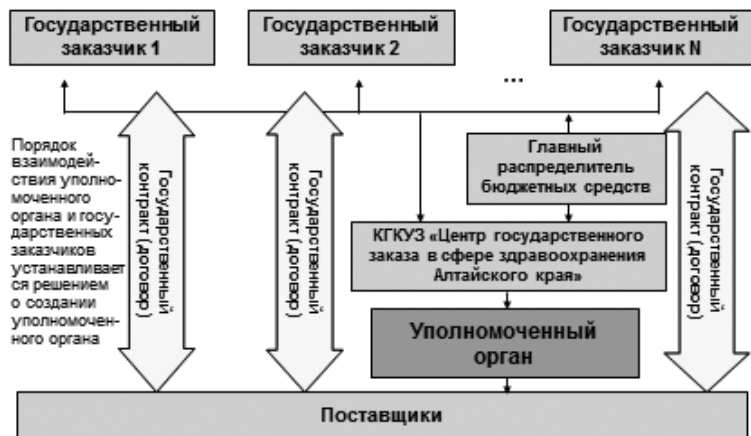 Государственный
заказчик 1
Государственный
заказчик 2
Государственный
заказчик N
...
Порядок
взаимодей-
ствия уполно-
моченного
органа и госу-
дарственных
заказчиков
устанавливает
ся решением
о создании
уполномочен-
ного органа
Государственный
контракт (договор)
Государственный
контракт (договор)
Главный
распределитель
бюджетных средств
Государственный
контракт (договор)
КГКУЗ «Центр государственного
заказа в сфере здравоохранения
Алтайского края»
Уполномоченный
орган
Поставщики